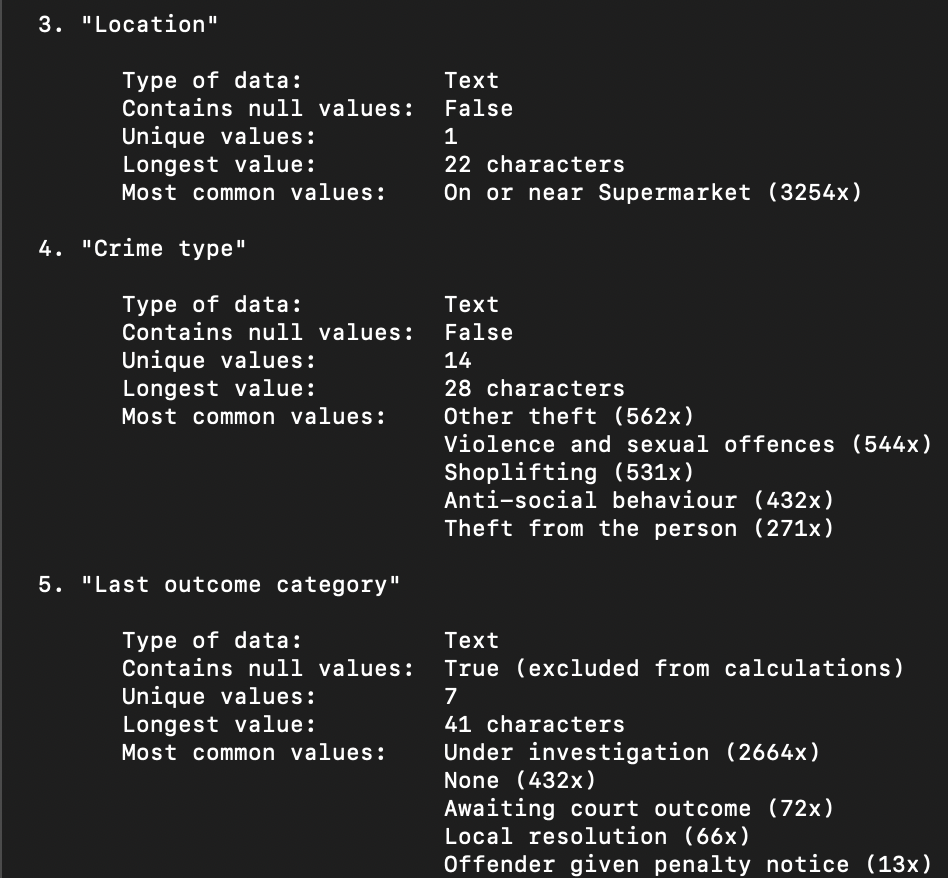 3. "Location"
Type of data: Text
Contains null values: False
Unique values: 1
Longest value: 22 characters
Most common values: On or near Supermarket (3254x)
4. "Crime type"
Type of data: Text
Contains null values: False
Unique values: 14
Longest value: 28 characters
Most common values: Other theft (562x)
Violence and sexual offences (544x)
Shoplifting (531x)
Anti-social behaviour (432x)
Theft from the person (271x)
5. "Last outcome category"
Type of data: Text
Contains null values: True (excluded from calculations)
Unique values: 7
Longest value: 41 characters
Most common values: Under investigation (2664x)
None (432x)
Awaiting court outcome (72x)
Local resolution (66x)
Offender given penalty notice (13x)